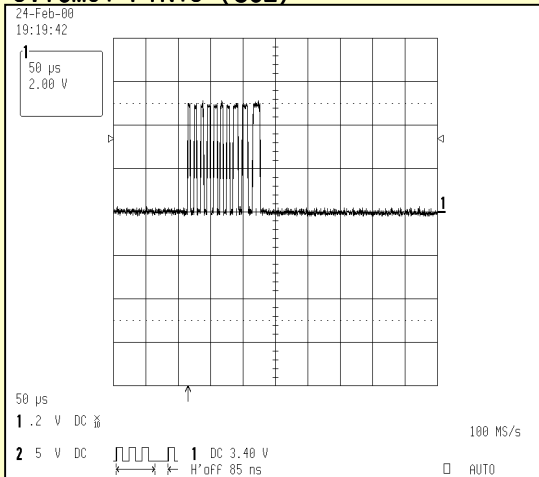 24-Feb-00
19:19:42
1
50 µs
2.00 V
1
50 µs
1 .2 V DC
100 MS/s
2 5 V DC
1 DC 3.40 V
H'off 85 ns
AUTO